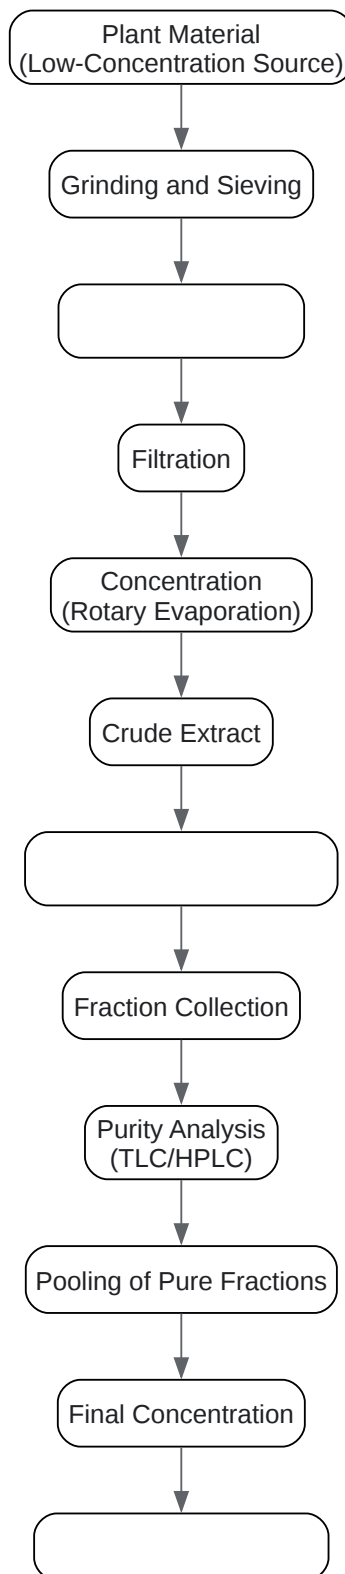 Plant Material
(Low-Concentration Source)
Grinding and Sieving
Filtration
Concentration
(Rotary Evaporation)
Crude Extract
Fraction Collection
Purity Analysis
(TLC/HPLC)
Pooling of Pure Fractions
Final Concentration